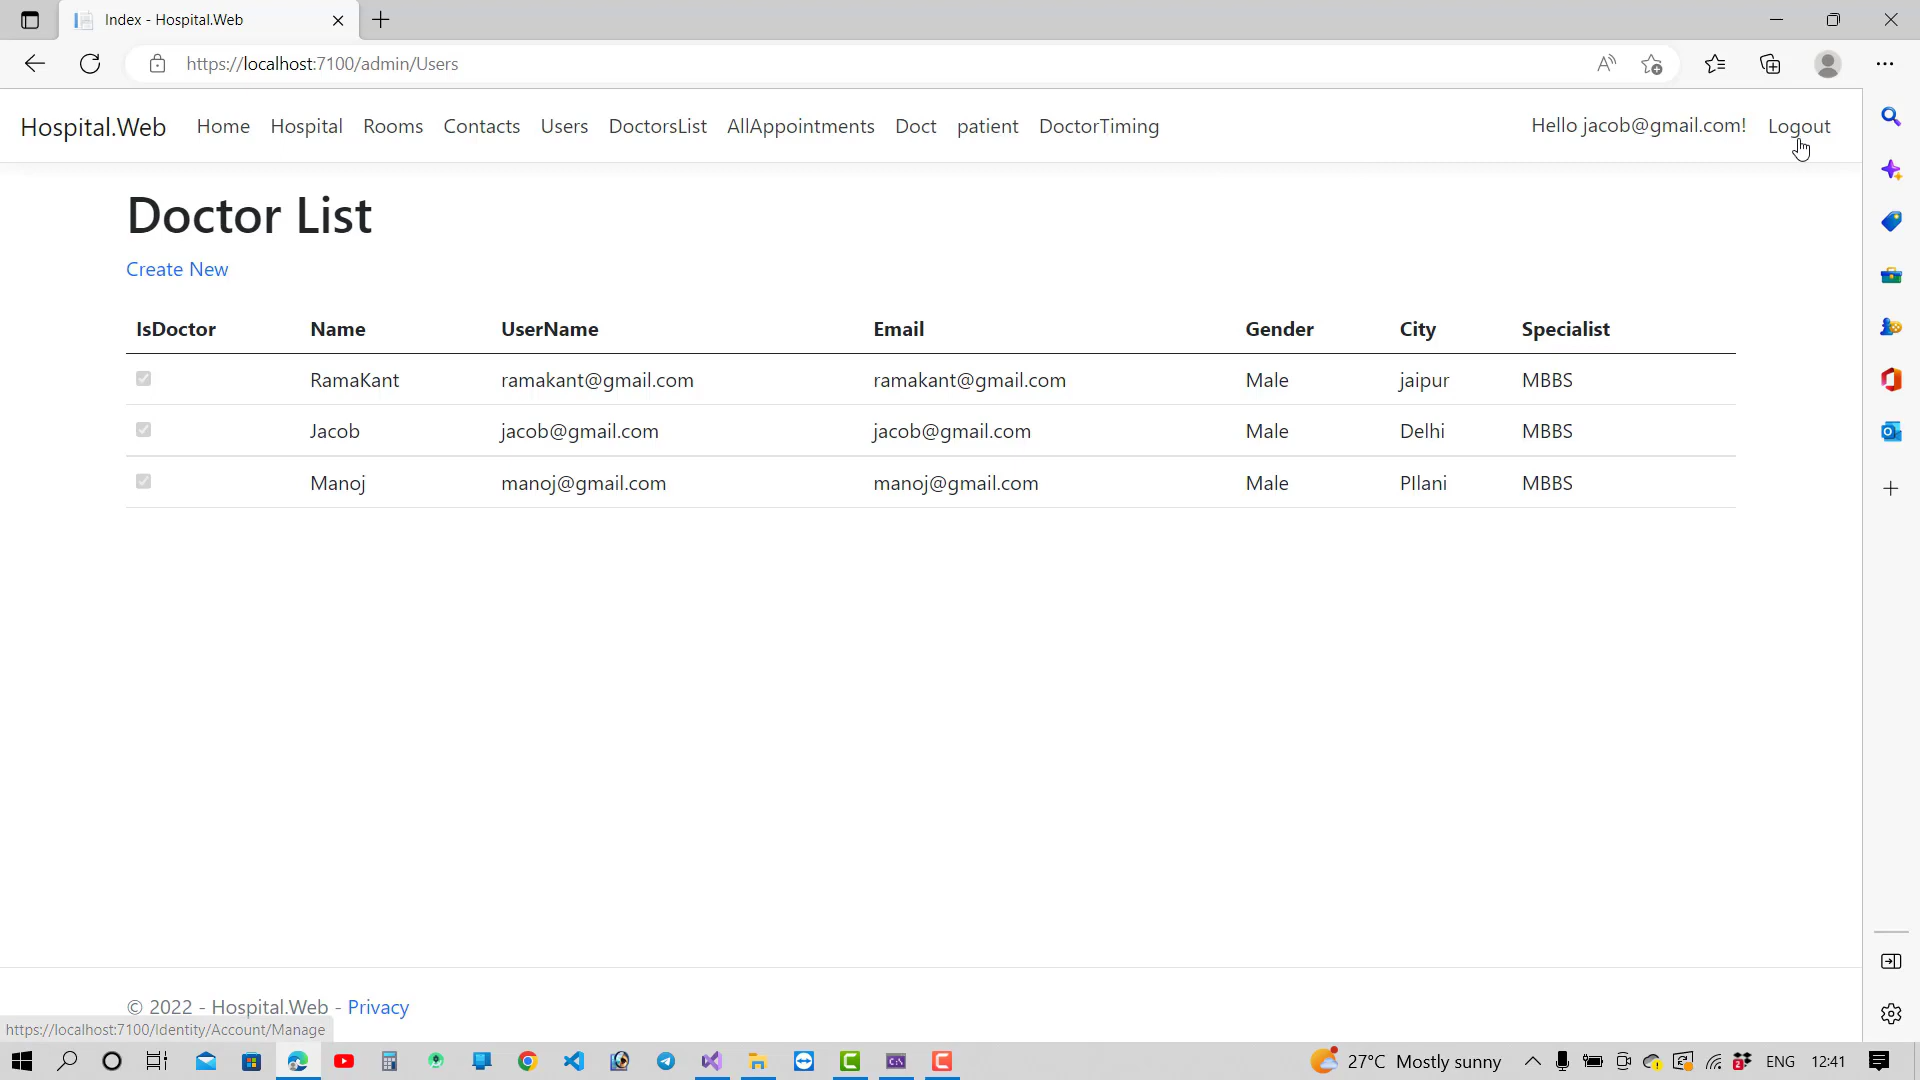 Index - Hospital.Web
https://localhost:7100/admin/Users
Hospital.Web Home Hospital Rooms Contacts Users DoctorsList AllAppointments Doct patient DoctorTiming Hello jacob@gmail.com! Logout
Doctor List
Create New
IsDoctor Name UserName Email Gender City Specialist
RamaKant ramakant@gmail.com ramakant@gmail.com Male jaipur MBBS
Jacob jacob@gmail.com jacob@gmail.com Male Delhi MBBS
Manoj manoj@gmail.com manoj@gmail.com Male PIlani MBBS
© 2022 - Hospital.Web - Privacy
https://localhost:7100/Identity/Account/Manage
27°C Mostly sunny ENG 12:41